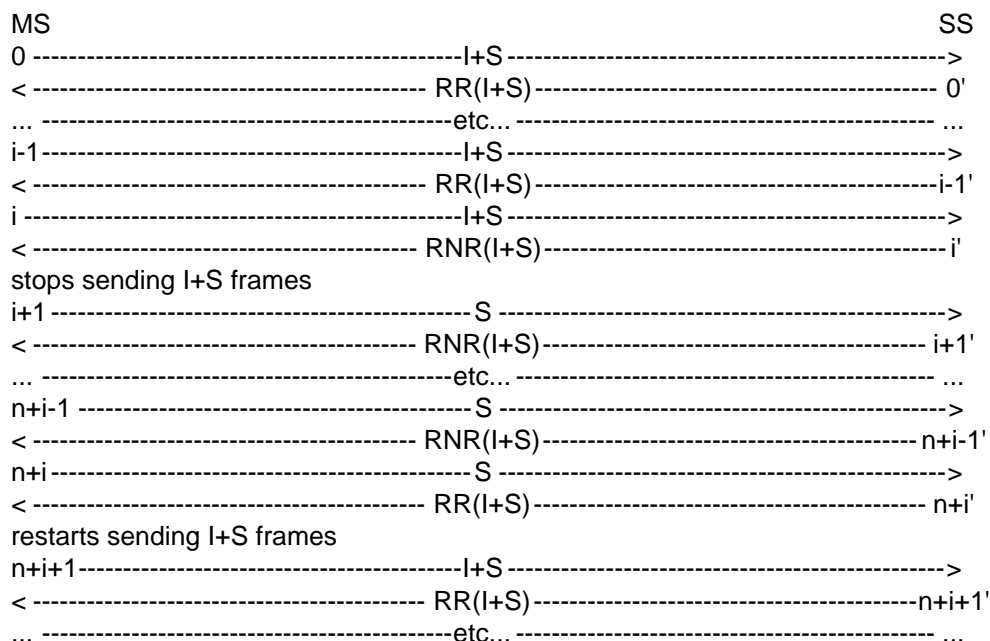 MS SS
0 ------------------------------------------------I+S ------------------------------------------------->
< -------------------------------------------- RR(I+S)--------------------------------------------- 0'
... ----------------------------------------------etc... ----------------------------------------------- ...
i-1-----------------------------------------------I+S ------------------------------------------------->
< -------------------------------------------- RR(I+S)---------------------------------------------i-1'
i -------------------------------------------------I+S ------------------------------------------------->
< ------------------------------------------- RNR(I+S)--------------------------------------------- i'
stops sending I+S frames
i+1 -----------------------------------------------S -------------------------------------------------->
< ------------------------------------------- RNR(I+S)------------------------------------------- i+1'
... ----------------------------------------------etc... ----------------------------------------------- ...
n+i-1 --------------------------------------------S -------------------------------------------------->
< ------------------------------------------- RNR(I+S)------------------------------------------ n+i-1'
n+i-----------------------------------------------S -------------------------------------------------->
< -------------------------------------------- RR(I+S)-------------------------------------------- n+i'
restarts sending I+S frames
n+i+1-------------------------------------------I+S ------------------------------------------------->
< -------------------------------------------- RR(I+S)-------------------------------------------n+i+1'
... ----------------------------------------------etc... ----------------------------------------------- ...